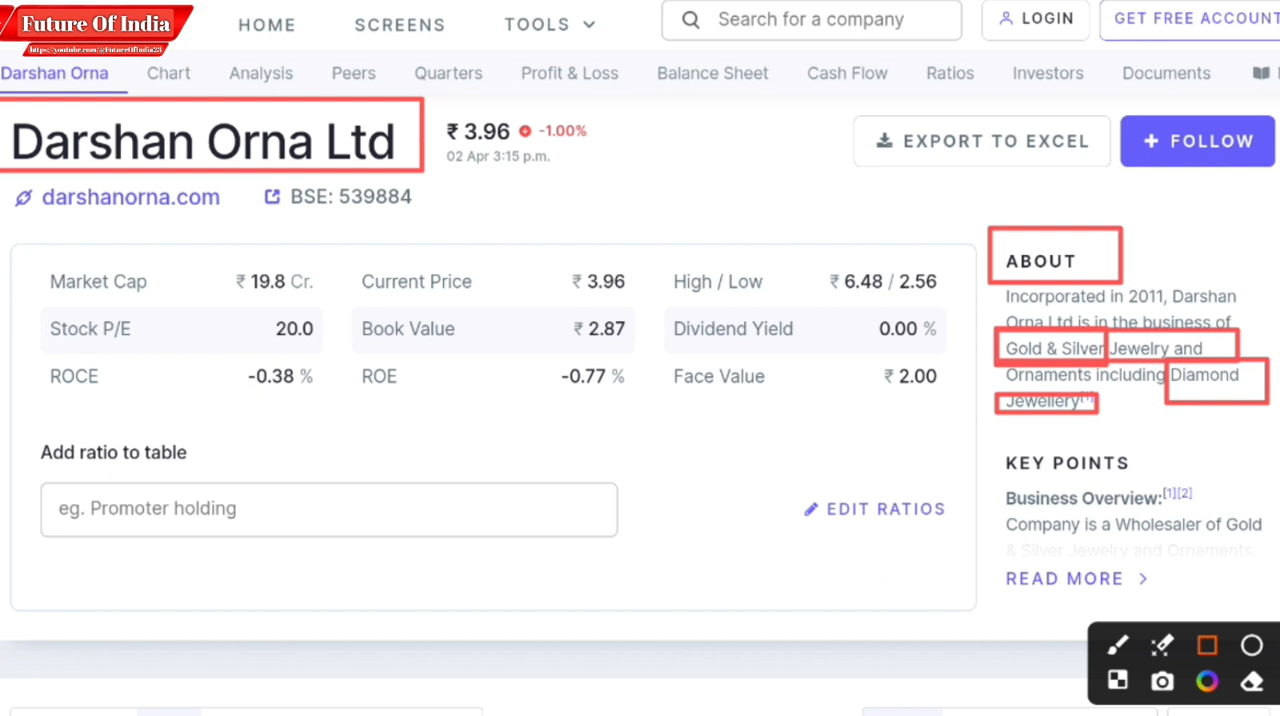 Future Of India
https://youtube.com/@FutureOfIndia23
HOME SCREENS TOOLS Search for a company LOGIN GET FREE ACCOUNT
Darshan Orna Chart Analysis Peers Quarters Profit & Loss Balance Sheet Cash Flow Ratios Investors Documents
Darshan Orna Ltd
₹ 3.96 -1.00%
02 Apr 3:15 p.m.
EXPORT TO EXCEL + FOLLOW
darshanorna.com BSE: 539884
Market Cap ₹ 19.8 Cr. Current Price ₹ 3.96 High / Low ₹ 6.48 / 2.56
Stock P/E 20.0 Book Value ₹ 2.87 Dividend Yield 0.00 %
ROCE -0.38 % ROE -0.77 % Face Value ₹ 2.00
Add ratio to table
eg. Promoter holding
EDIT RATIOS
ABOUT
Incorporated in 2011, Darshan
Orna Ltd is in the business of
Gold & Silver Jewelry and
Ornaments including Diamond
Jewellery[1]
KEY POINTS
Business Overview:[1][2]
Company is a Wholesaler of Gold
& Silver Jewelry and Ornaments.
READ MORE